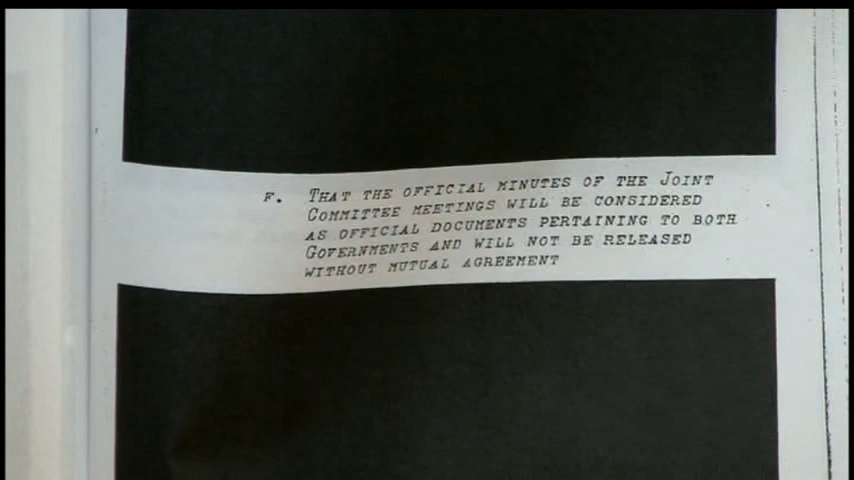 F. THAT THE OFFICIAL MINUTES OF THE JOINT
COMMITTEE MEETINGS WILL BE CONSIDERED
AS OFFICIAL DOCUMENTS PERTAINING TO BOTH
GOVERNMENTS AND WILL NOT BE RELEASED
WITHOUT MUTUAL AGREEMENT